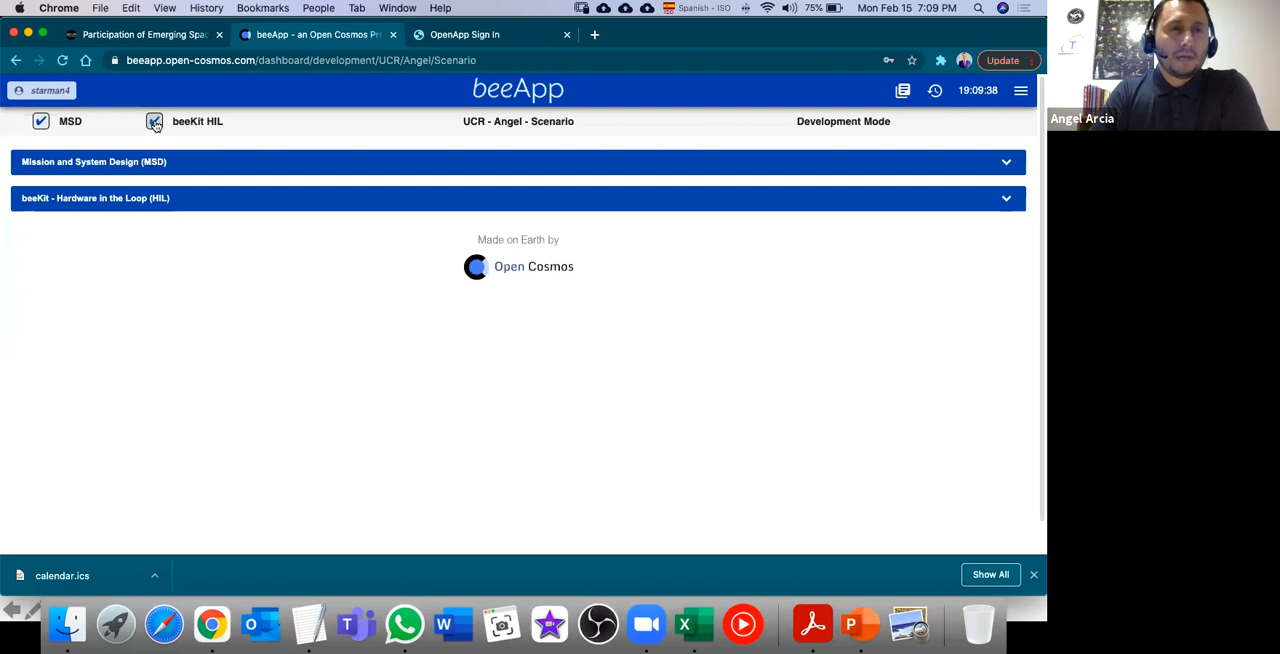 Chrome File Edit View History Bookmarks People Tab Window Help Spanish - ISO 75% Mon Feb 15 7:09 PM
Participation of Emerging Spac beeApp - an Open Cosmos Pro OpenApp Sign In
beeapp.open-cosmos.com/dashboard/development/UCR/Angel/Scenario Update
starman4 beeApp 19:09:38
MSD beeKit HIL UCR - Angel - Scenario Development Mode
Mission and System Design (MSD)
beeKit - Hardware in the Loop (HIL)
Made on Earth by
Open Cosmos
calendar.ics Show All
Angel Arcia